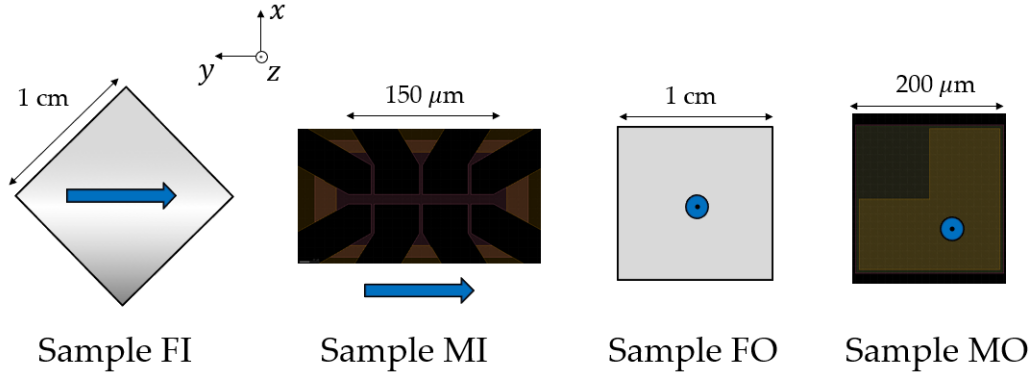 x
y
z
1 cm
150 μm
1 cm
200 μm
Sample FI
Sample MI
Sample FO
Sample MO